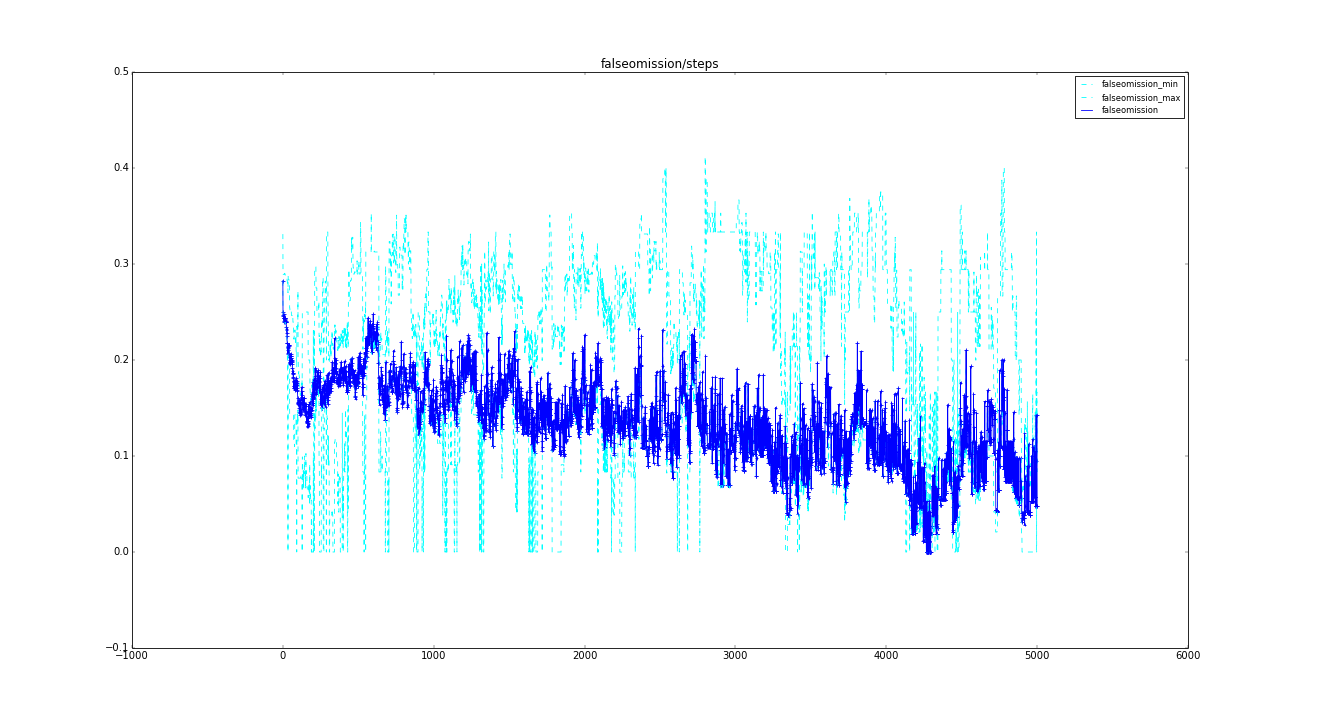 falseomission/steps
0.5
0.4
0.3
0.2
0.1
0.0
−0.1
−1000 0 1000 2000 3000 4000 5000 6000
falseomission_min
falseomission_max
falseomission